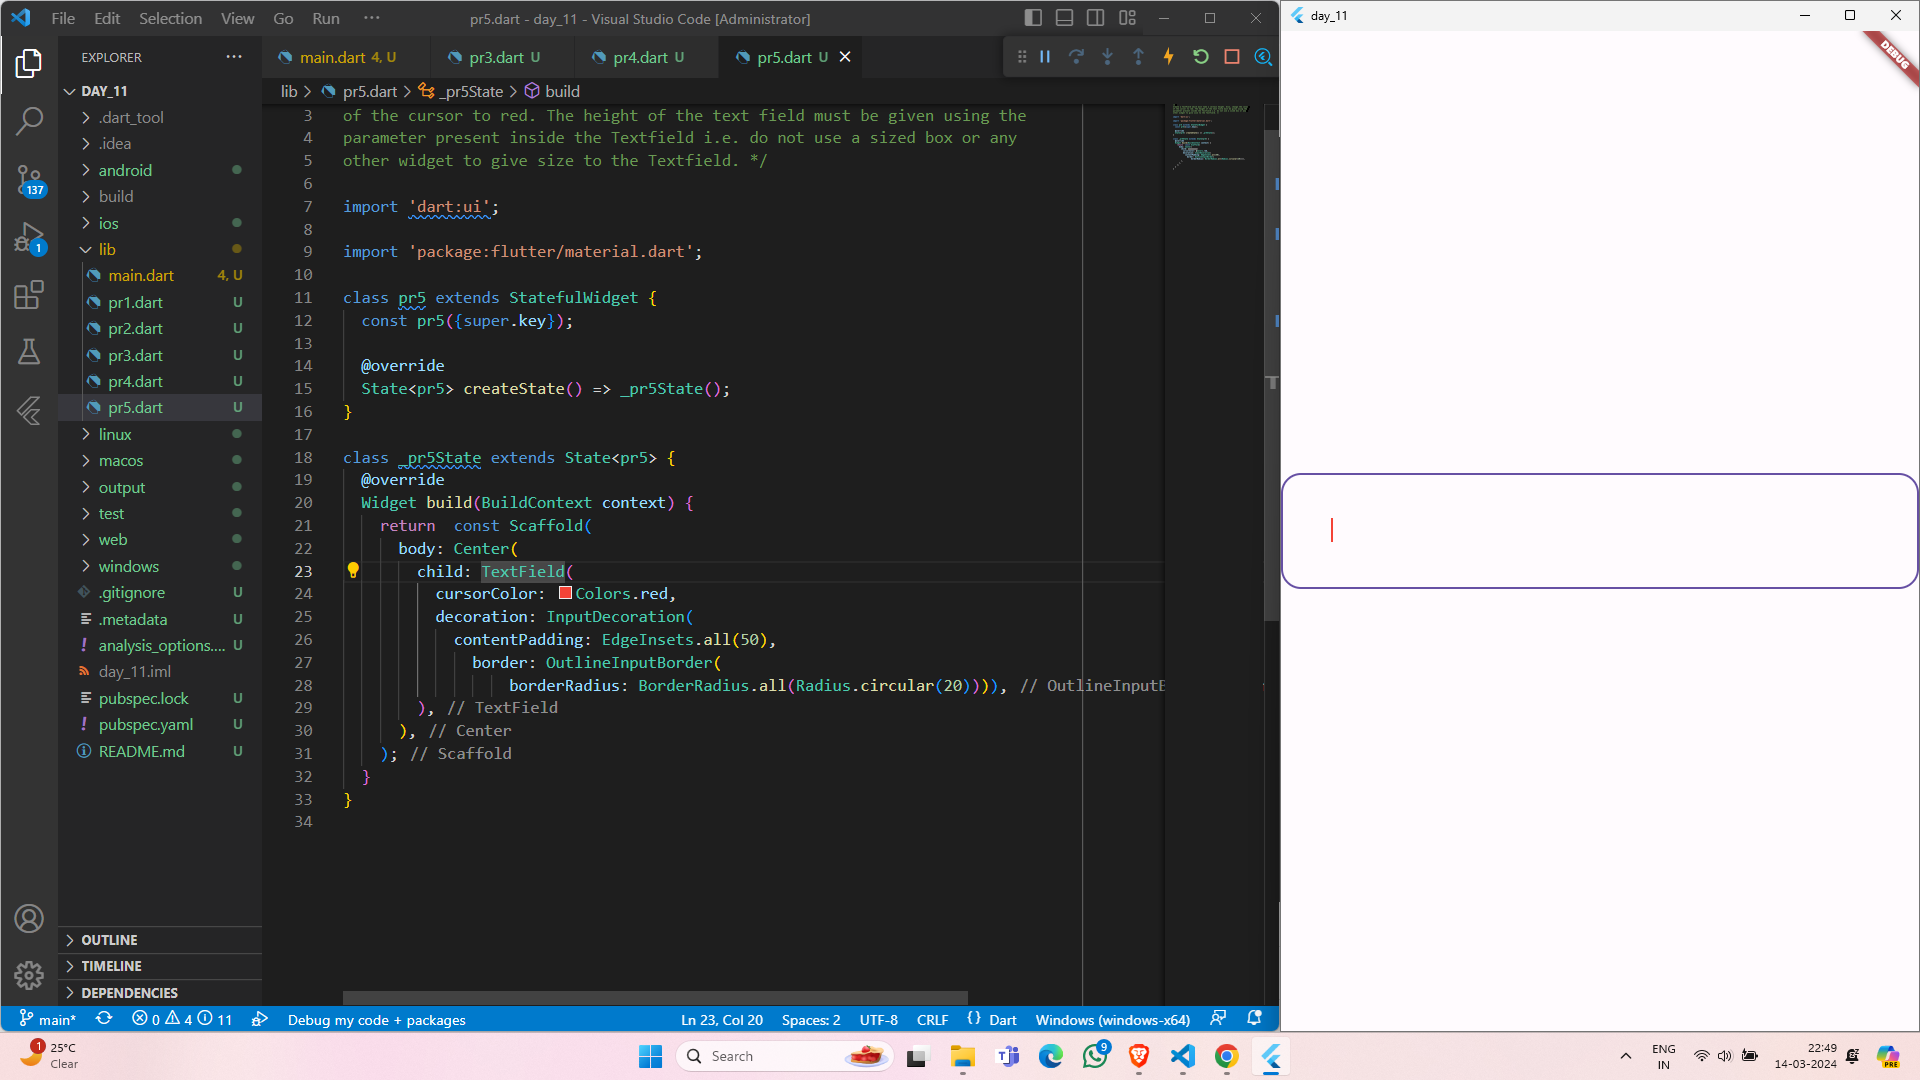 File Edit Selection View Go Run ··· pr5.dart - day_11 - Visual Studio Code [Administrator]
day_11
DEBUG
EXPLORER ···
main.dart 4, U
pr3.dart U
pr4.dart U
pr5.dart U
DAY_11
.dart_tool
.idea
android
build
ios
lib
main.dart 4, U
pr1.dart U
pr2.dart U
pr3.dart U
pr4.dart U
pr5.dart U
linux
macos
output
test
web
windows
.gitignore U
.metadata U
analysis_options.... U
day_11.iml
pubspec.lock U
pubspec.yaml U
README.md U
OUTLINE
TIMELINE
DEPENDENCIES
137
1
lib > pr5.dart > _pr5State > build
3 of the cursor to red. The height of the text field must be given using the
4 parameter present inside the Textfield i.e. do not use a sized box or any
5 other widget to give size to the Textfield. */
6
7 import 'dart:ui';
8
9 import 'package:flutter/material.dart';
10
11 class pr5 extends StatefulWidget {
12 const pr5({super.key});
13
14 @override
15 State<pr5> createState() => _pr5State();
16 }
17
18 class _pr5State extends State<pr5> {
19 @override
20 Widget build(BuildContext context) {
21 return  const Scaffold(
22 body: Center(
23 child: TextField(
24 cursorColor: Colors.red,
25 decoration: InputDecoration(
26 contentPadding: EdgeInsets.all(50),
27 border: OutlineInputBorder(
28 borderRadius: BorderRadius.all(Radius.circular(20)))), // OutlineInputB
29 ), // TextField
30 ), // Center
31 ); // Scaffold
32 }
33 }
34
main* 0 4 11 Debug my code + packages Ln 23, Col 20 Spaces: 2 UTF-8 CRLF {} Dart Windows (windows-x64)
1 25°C
Clear
Search
9
ENG
IN
22:49
14-03-2024
PRE